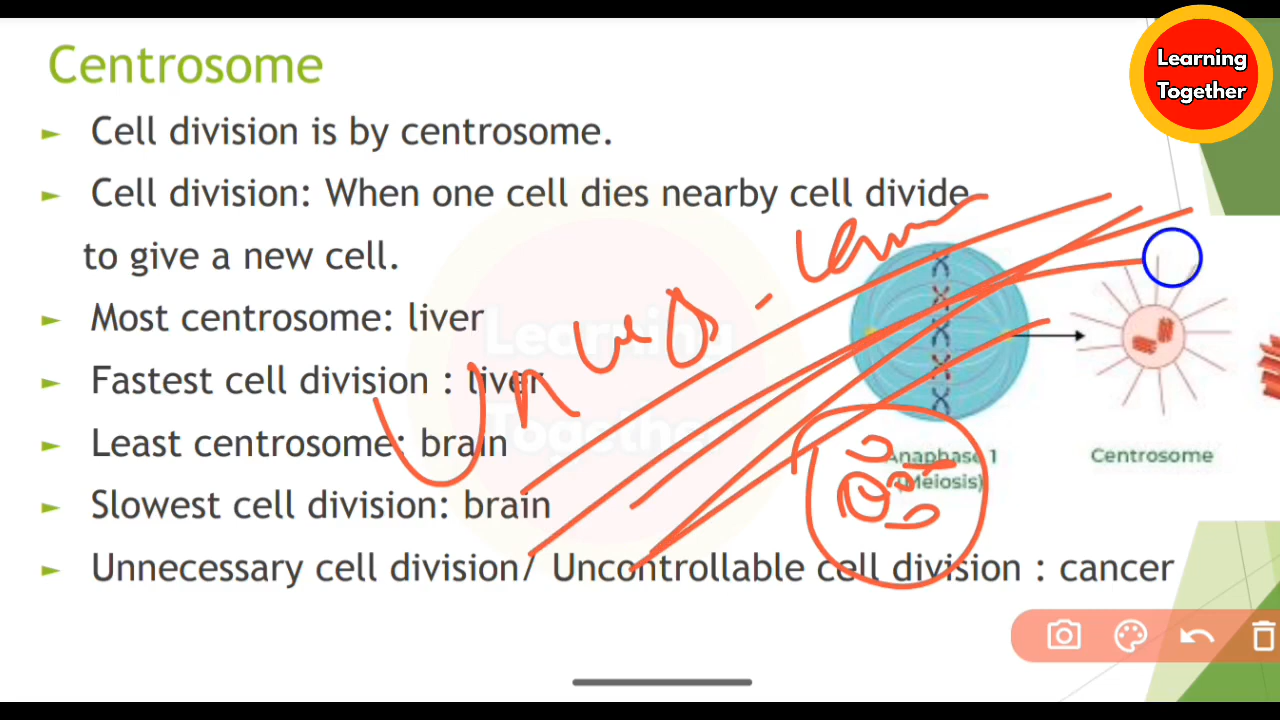 Centrosome
Learning
Together
► Cell division is by centrosome.
► Cell division: When one cell dies nearby cell divide
to give a new cell.
► Most centrosome: liver
► Fastest cell division : liver
► Least centrosome: brain
► Slowest cell division: brain
► Unnecessary cell division/ Uncontrollable cell division : cancer
Learning
Together
Anaphase 1
(Meiosis)
Centrosome